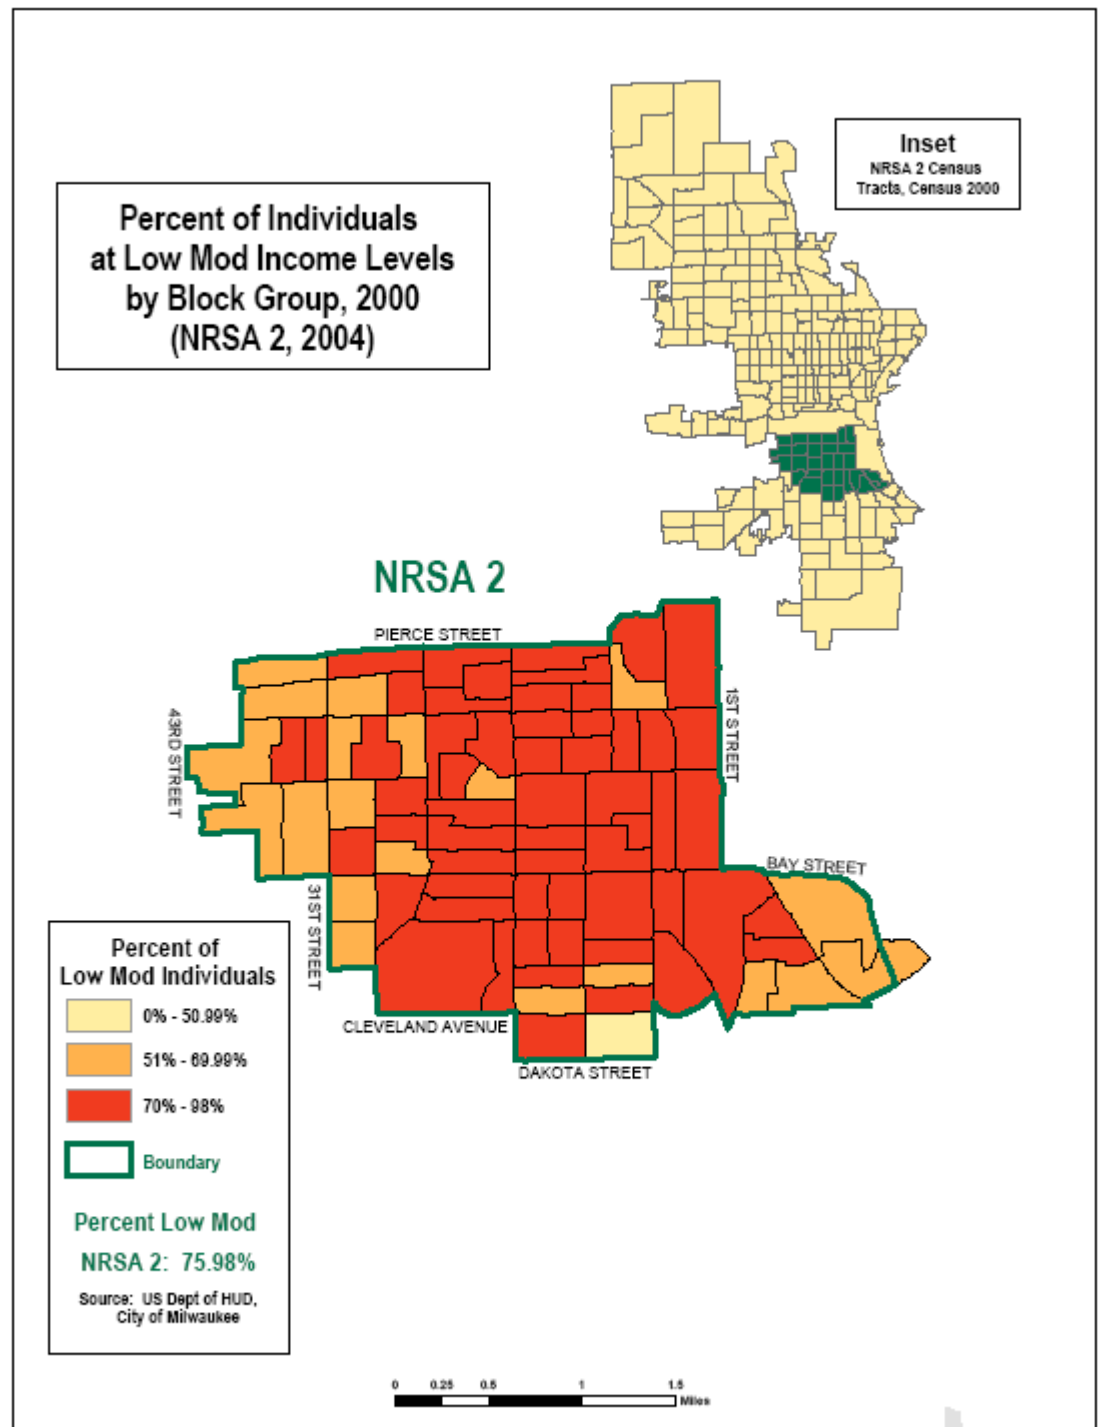 Percent of Individuals
at Low Mod Income Levels
by Block Group, 2000
(NRSA 2, 2004)
Inset
NRSA 2 Census
Tracts, Census 2000
NRSA 2
PIERCE STREET
43RD STREET
1ST STREET
BAY STREET
31ST STREET
CLEVELAND AVENUE
DAKOTA STREET
Percent of
Low Mod Individuals
0% - 50.99%
51% - 69.99%
70% - 98%
Boundary
Percent Low Mod
NRSA 2: 75.98%
Source: US Dept of HUD,
City of Milwaukee
0 0.25 0.5 1 1.5
Miles